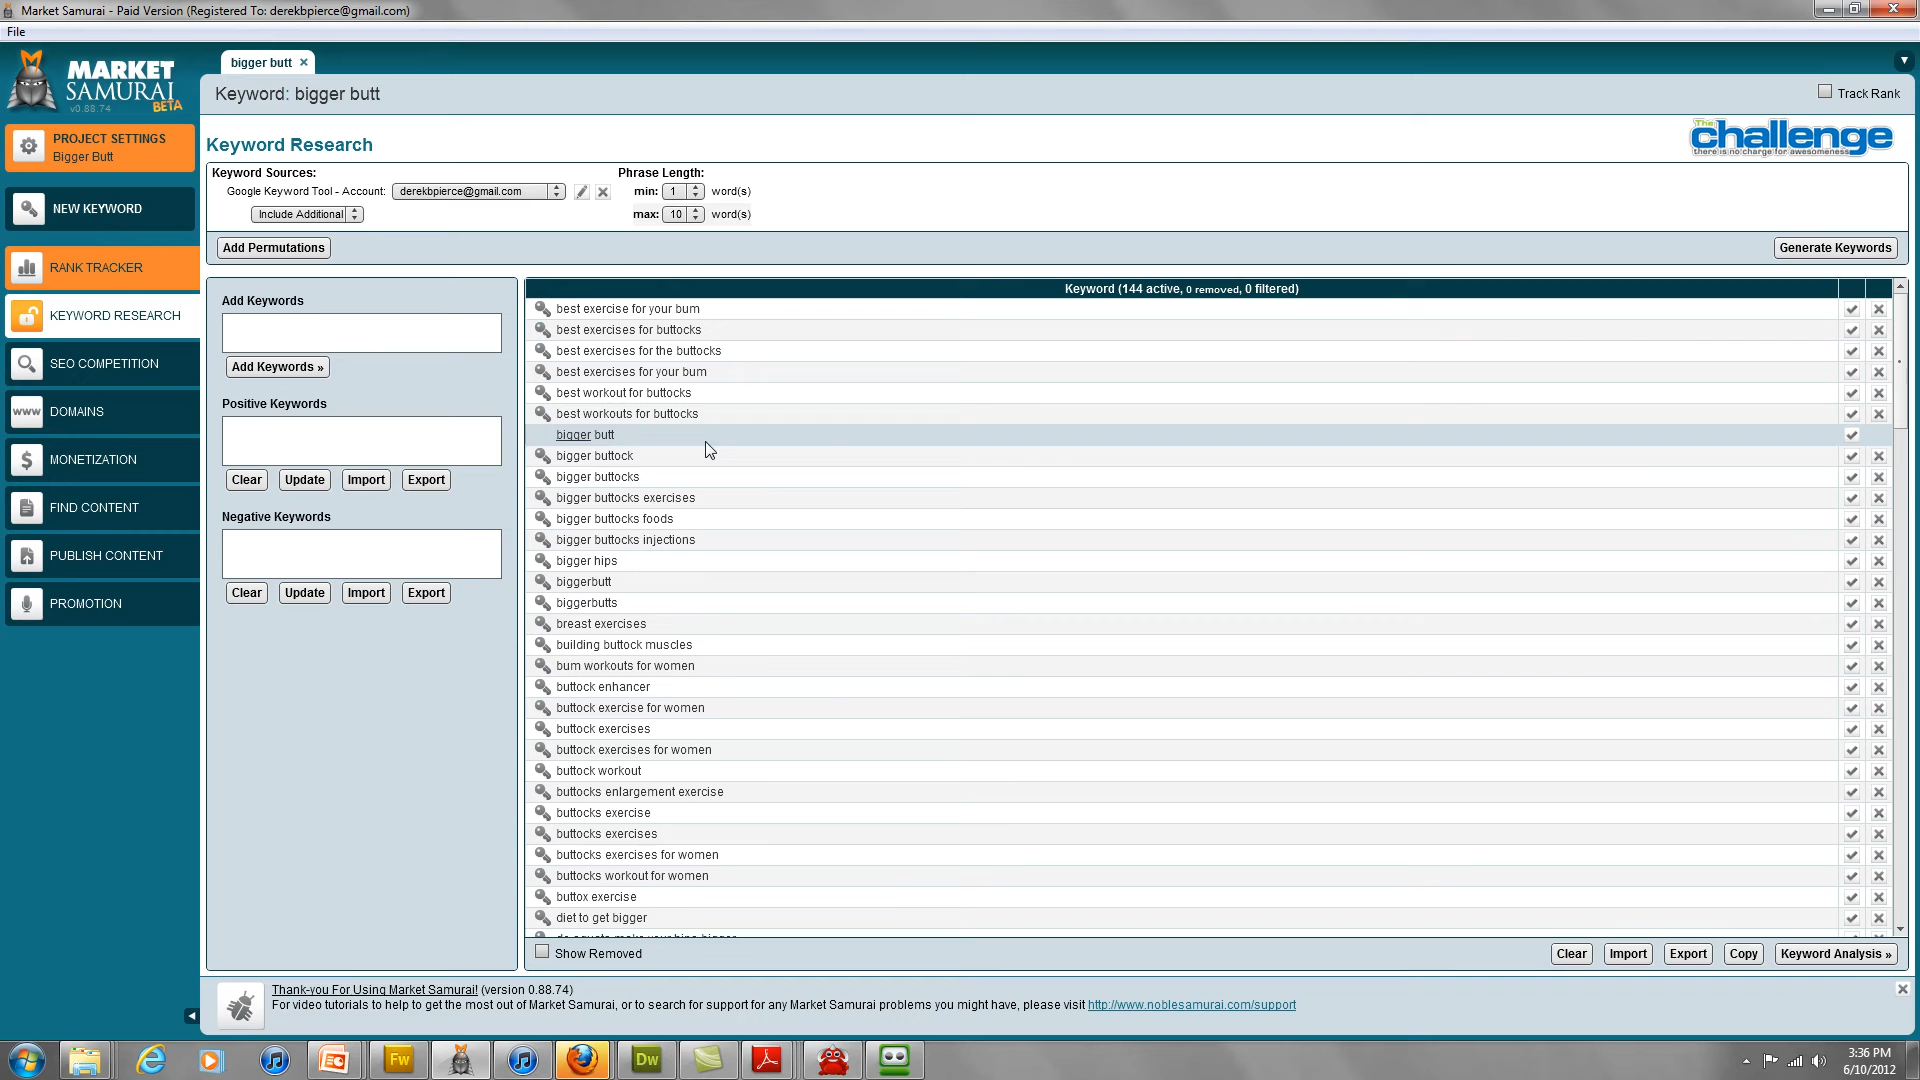 Market Samurai - Paid Version (Registered To: derekbpierce@gmail.com)
File
MARKET SAMURAI BETA
v0.88.74
bigger butt
Keyword: bigger butt
Track Rank
PROJECT SETTINGS
Bigger Butt
NEW KEYWORD
RANK TRACKER
KEYWORD RESEARCH
SEO COMPETITION
WWW DOMAINS
$ MONETIZATION
FIND CONTENT
PUBLISH CONTENT
PROMOTION
Keyword Research
The challenge
there is no charge for awesomeness
Keyword Sources:
Google Keyword Tool - Account: derekbpierce@gmail.com
Include Additional
Phrase Length:
min: 1 word(s)
max: 10 word(s)
Add Permutations
Generate Keywords
Add Keywords
Add Keywords »
Positive Keywords
Clear Update Import Export
Negative Keywords
Clear Update Import Export
Keyword (144 active, 0 removed, 0 filtered)
best exercise for your bum
best exercises for buttocks
best exercises for the buttocks
best exercises for your bum
best workout for buttocks
best workouts for buttocks
bigger butt
bigger buttock
bigger buttocks
bigger buttocks exercises
bigger buttocks foods
bigger buttocks injections
bigger hips
biggerbutt
biggerbutts
breast exercises
building buttock muscles
bum workouts for women
buttock enhancer
buttock exercise for women
buttock exercises
buttock exercises for women
buttock workout
buttocks enlargement exercise
buttocks exercise
buttocks exercises
buttocks exercises for women
buttocks workout for women
buttox exercise
diet to get bigger
Show Removed
Clear Import Export Copy Keyword Analysis »
Thank-you For Using Market Samurai! (version 0.88.74)
For video tutorials to help to get the most out of Market Samurai, or to search for support for any Market Samurai problems you might have, please visit http://www.noblesamurai.com/support
Fw
Dw
3:36 PM
6/10/2012